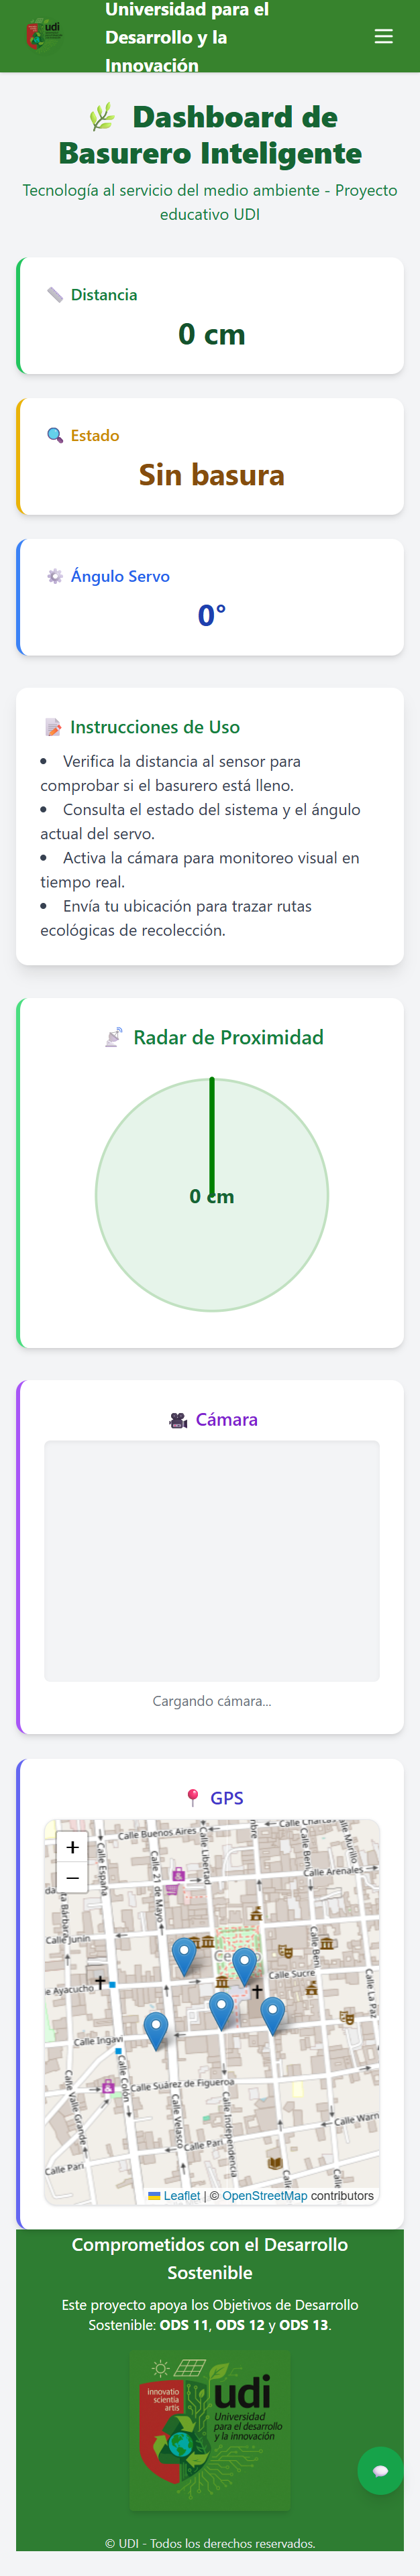 udi
Universidad para el
Desarrollo y la
Innovación
Dashboard de
Basurero Inteligente
Tecnología al servicio del medio ambiente - Proyecto
educativo UDI
Distancia
0 cm
Estado
Sin basura
Ángulo Servo
0°
Instrucciones de Uso
• Verifica la distancia al sensor para
comprobar si el basurero está lleno.
• Consulta el estado del sistema y el ángulo
actual del servo.
• Activa la cámara para monitoreo visual en
tiempo real.
• Envía tu ubicación para trazar rutas
ecológicas de recolección.
Radar de Proximidad
0 cm
Cámara
Cargando cámara...
GPS
+
−
Calle Buenos Aires
Calle España
Calle 21 de Mayo
Calle Libertad
Calle Murillo
Calle Arenales
Calle Junín
Calle Beni
Calle Sucre
Calle La Paz
Ayacucho
Calle Ingavi
Calle Colón
Calle Suárez de Figueroa
Calle Valle Grande
Calle Velasco
Calle Independencia
Calle Pari
Calle Warn
Calle Pari
Leaflet | © OpenStreetMap contributors
Comprometidos con el Desarrollo
Sostenible
Este proyecto apoya los Objetivos de Desarrollo
Sostenible: ODS 11, ODS 12 y ODS 13.
innovatio
scientia
artis
udi
Universidad
para el desarrollo
y la innovación
© UDI - Todos los derechos reservados.